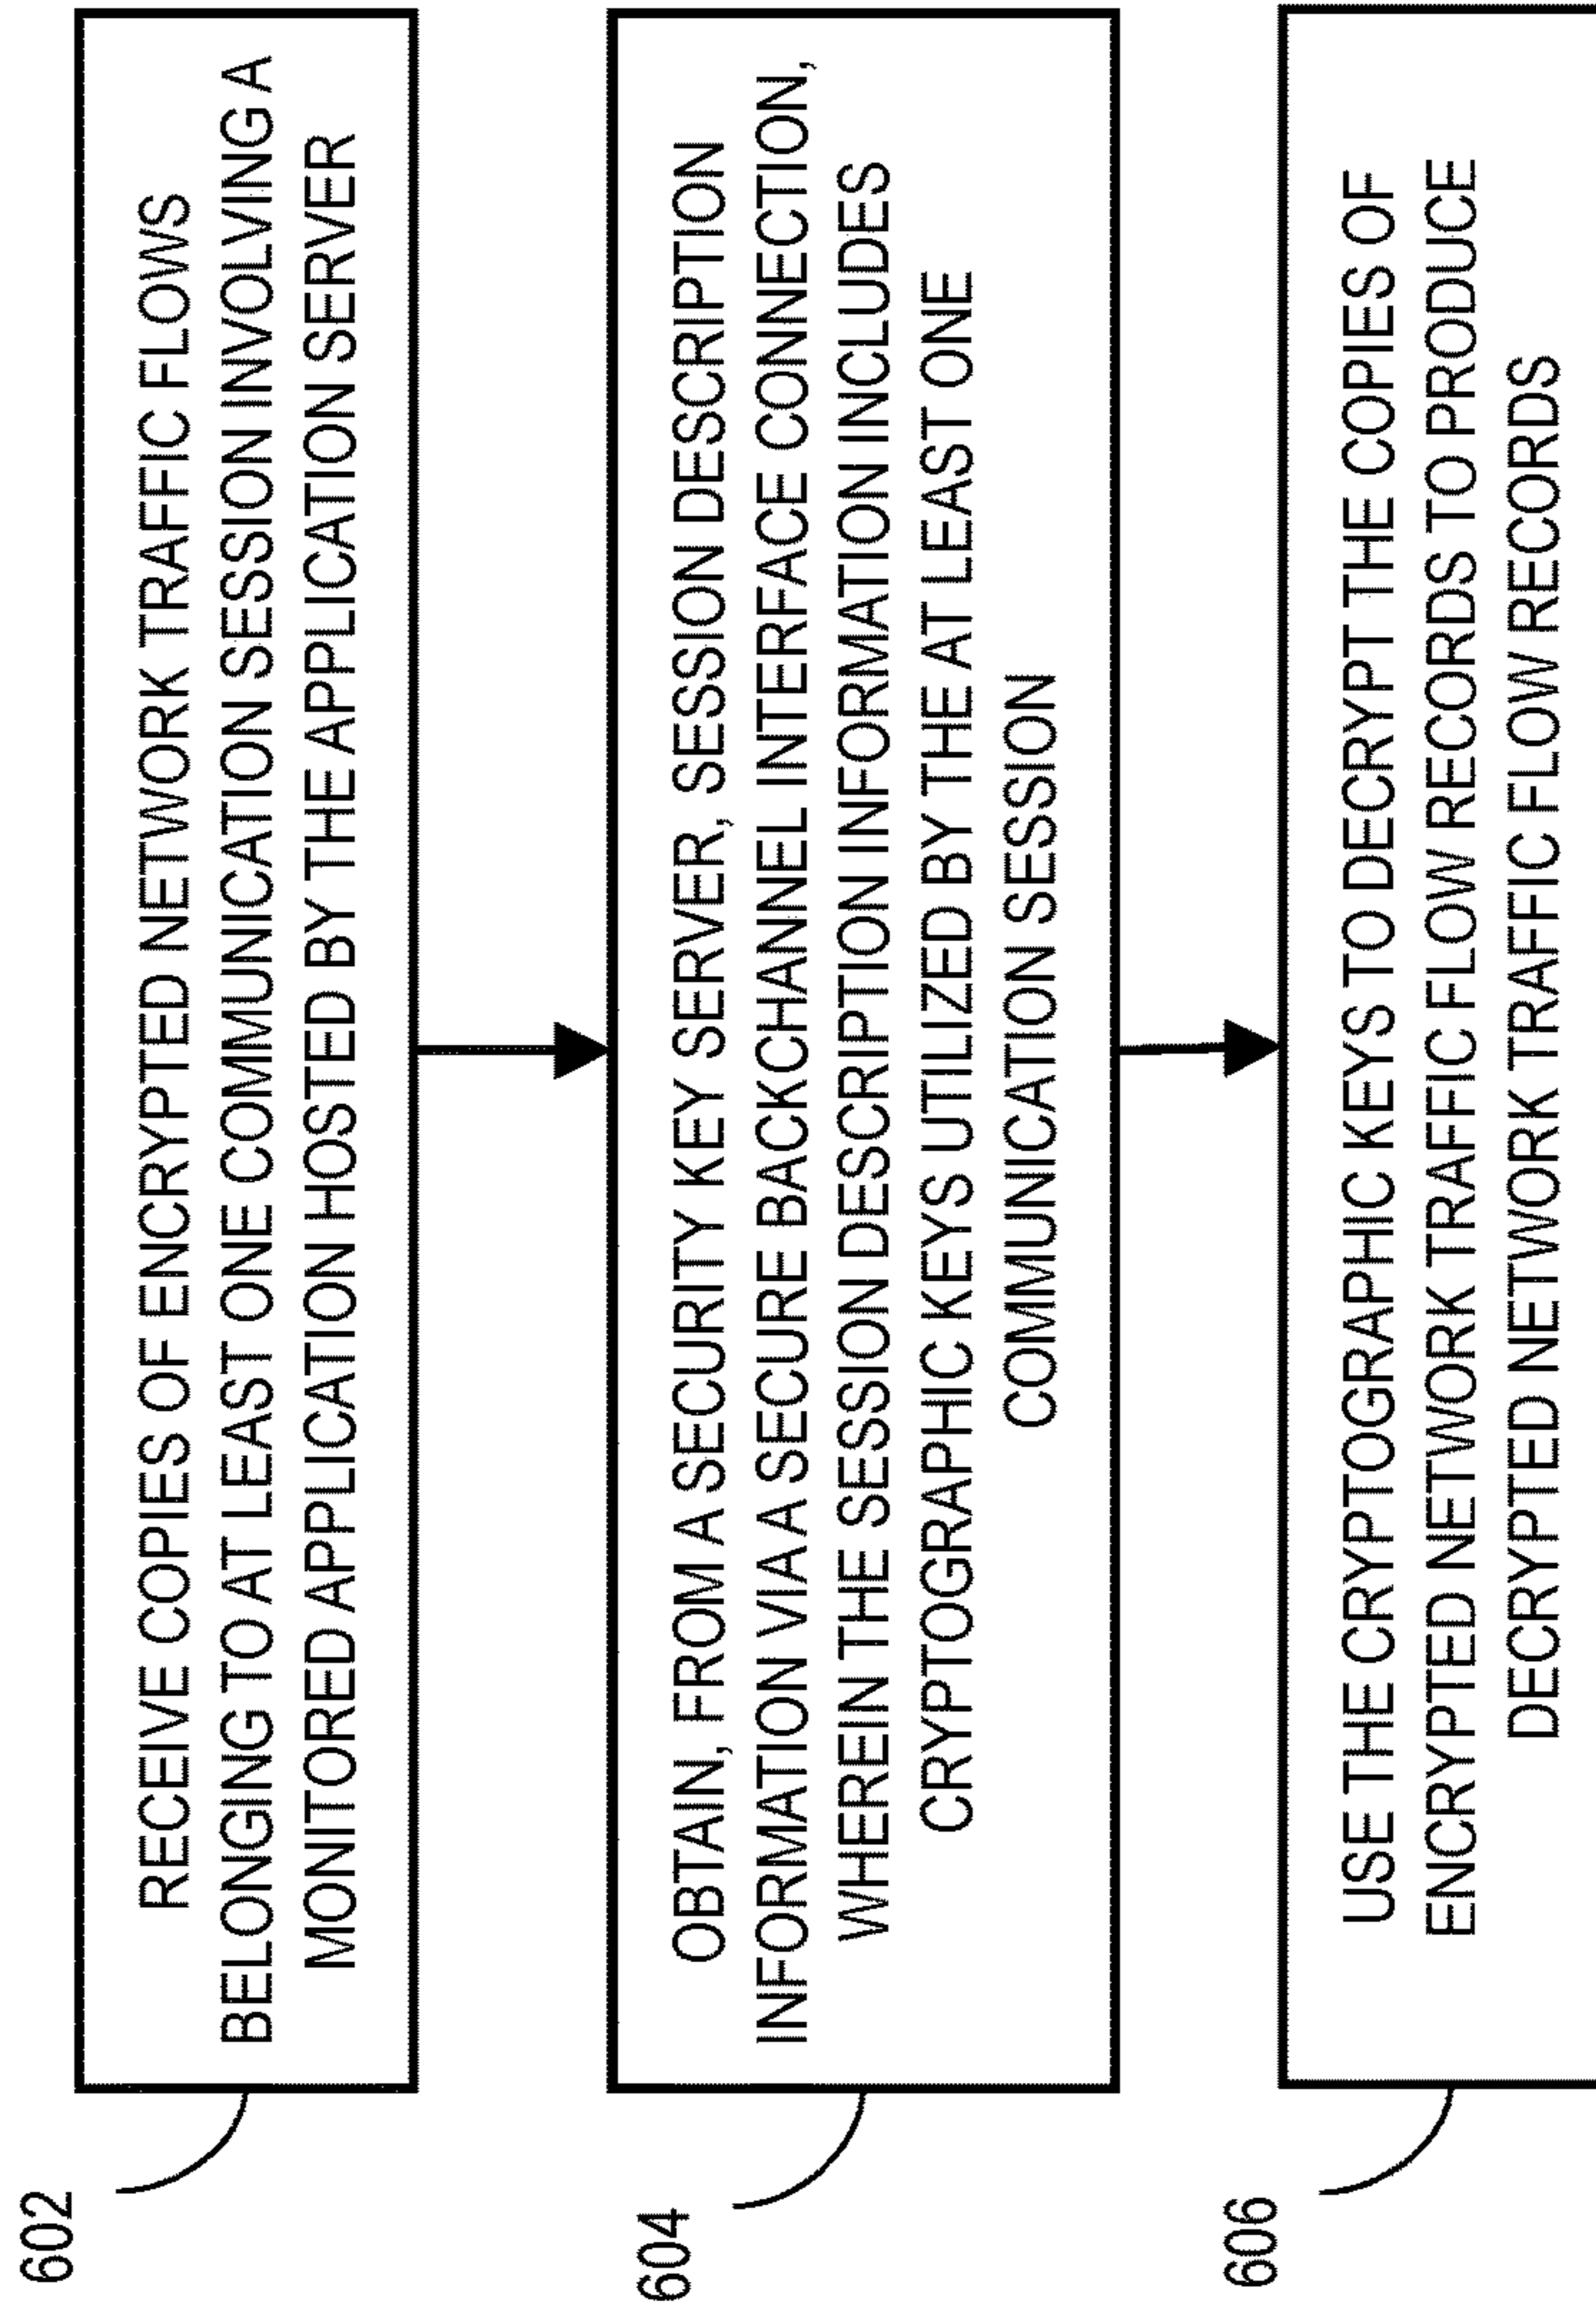 602
RECEIVE COPIES OF ENCRYPTED NETWORK TRAFFIC FLOWS
BELONGING TO AT LEAST ONE COMMUNICATION SESSION INVOLVING A
MONITORED APPLICATION HOSTED BY THE APPLICATION SERVER
604
OBTAIN, FROM A SECURITY KEY SERVER, SESSION DESCRIPTION
INFORMATION VIA A SECURE BACKCHANNEL INTERFACE CONNECTION,
WHEREIN THE SESSION DESCRIPTION INFORMATION INCLUDES
CRYPTOGRAPHIC KEYS UTILIZED BY THE AT LEAST ONE
COMMUNICATION SESSION
606
USE THE CRYPTOGRAPHIC KEYS TO DECRYPT THE COPIES OF
ENCRYPTED NETWORK TRAFFIC FLOW RECORDS TO PRODUCE
DECRYPTED NETWORK TRAFFIC FLOW RECORDS